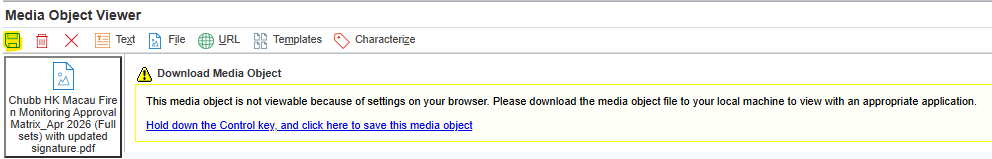 Media Object Viewer
Text File URL Templates Characterize
Chubb HK Macau Fire
n Monitoring Approval
Matrix_Apr 2026 (Full
sets) with updated
signature.pdf
Download Media Object
This media object is not viewable because of settings on your browser. Please download the media object file to your local machine to view with an appropriate application.
Hold down the Control key, and click here to save this media object